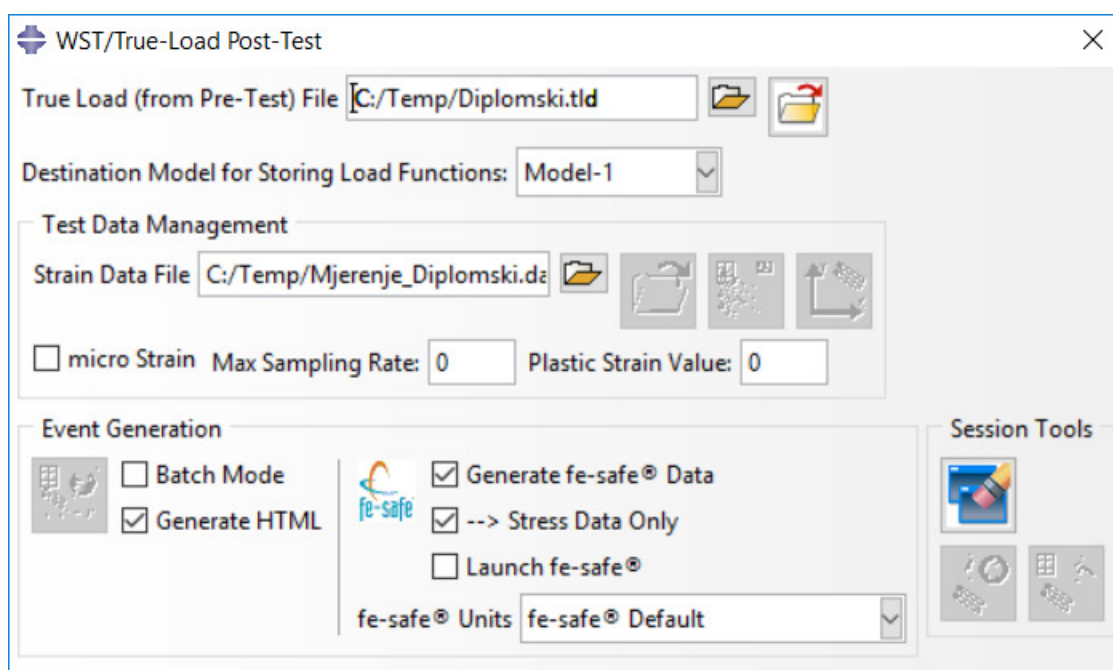 WST/True-Load Post-Test
True Load (from Pre-Test) File C:/Temp/Diplomski.tld
Destination Model for Storing Load Functions: Model-1
Test Data Management
Strain Data File C:/Temp/Mjerenje_Diplomski.da
micro Strain Max Sampling Rate: 0 Plastic Strain Value: 0
Event Generation
Batch Mode
Generate HTML
fe-safe
Generate fe-safe® Data
--> Stress Data Only
Launch fe-safe®
fe-safe® Units fe-safe® Default
Session Tools